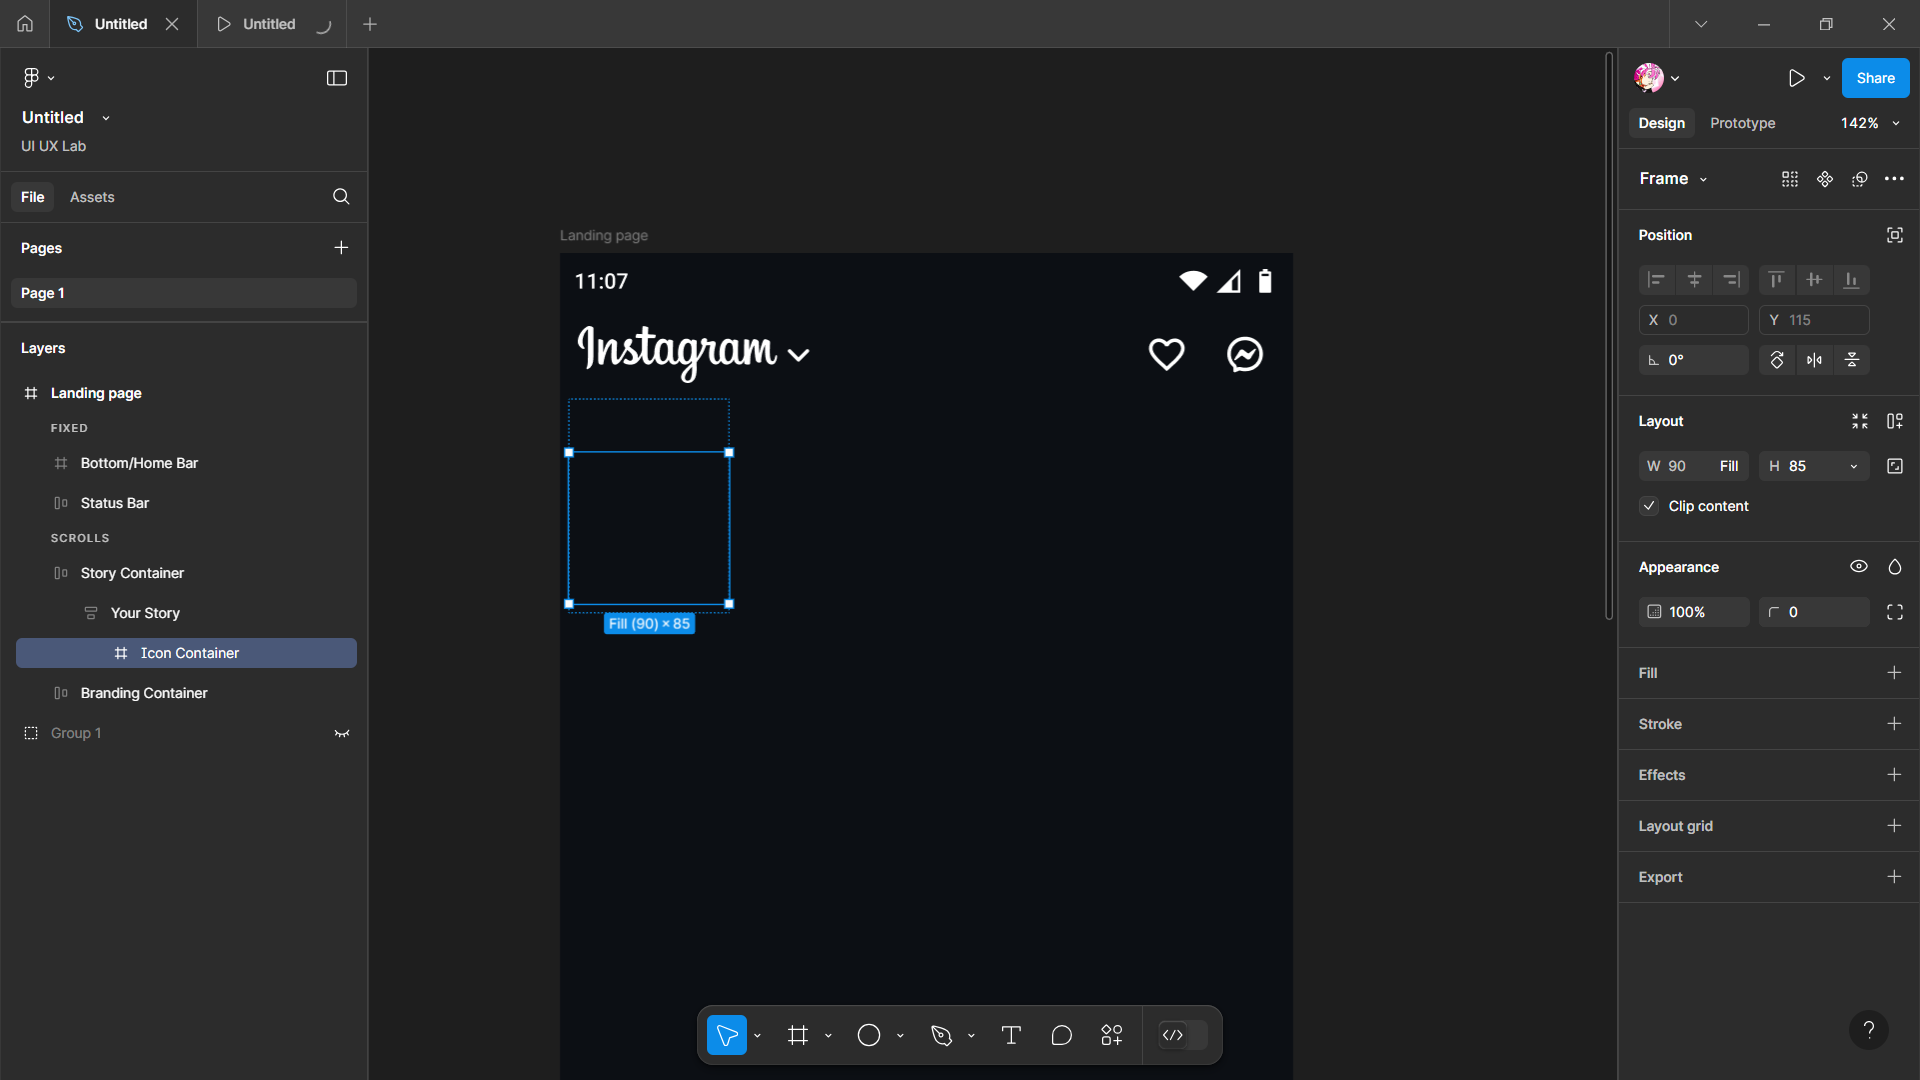 Untitled
Untitled
Untitled
UI UX Lab
File
Assets
Pages
Page 1
Layers
Landing page
FIXED
Bottom/Home Bar
Status Bar
SCROLLS
Story Container
Your Story
Icon Container
Branding Container
Group 1
Landing page
11:07
Instagram
Fill (90) × 85
Share
Design
Prototype
142%
Frame
Position
X 0
Y 115
0°
Layout
W 90 Fill
H 85
Clip content
Appearance
100%
0
Fill
Stroke
Effects
Layout grid
Export
?